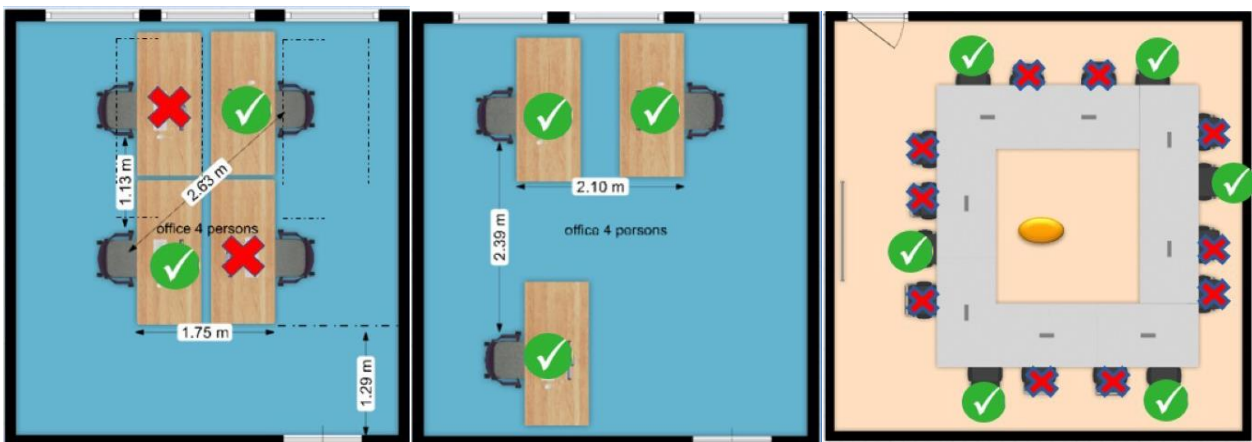 1.13 m
2.63 m
office 4 persons
1.75 m
1.29 m
2.10 m
2.39 m
office 4 persons